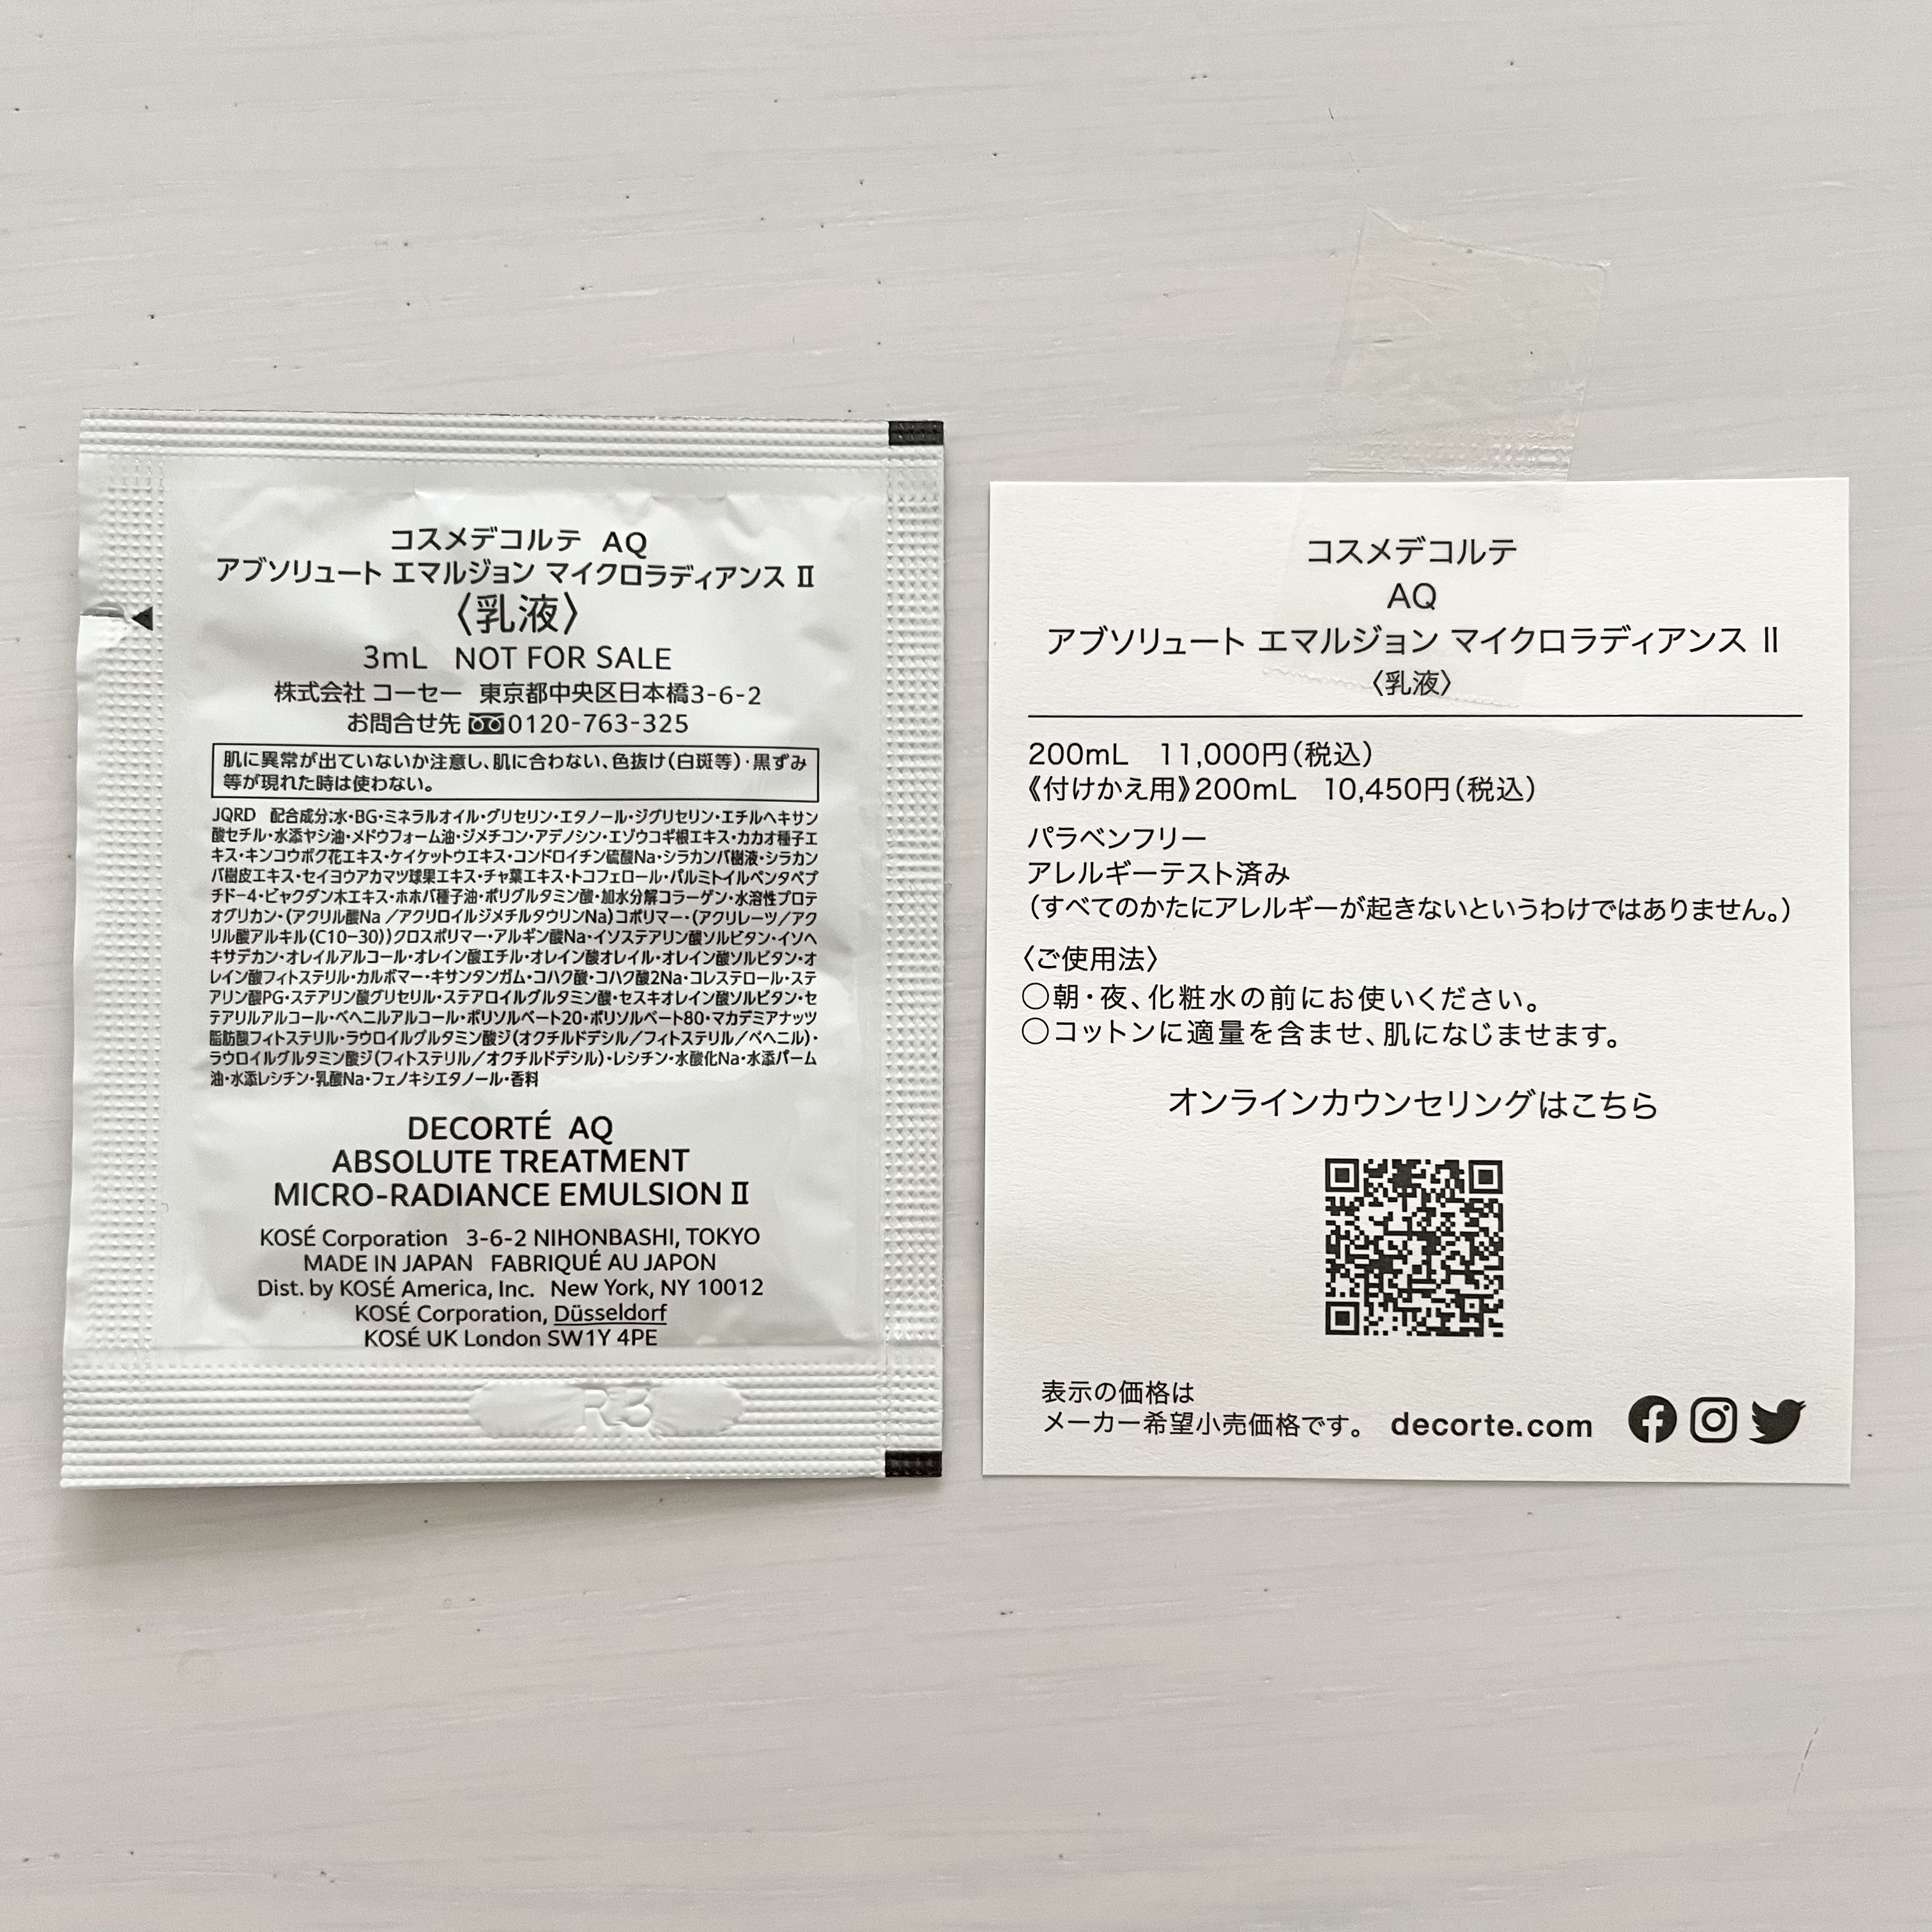 コスメデコルテ AQ
アブソリュート エマルジョン マイクロラディアンス Ⅱ
〈乳液〉
3mL NOT FOR SALE
株式会社 コーセー 東京都中央区日本橋3-6-2
お問合せ先 0120-763-325
肌に異常が出ていないか注意し、肌に合わない、色抜け(白斑等)・黒ずみ
等が現れた時は使わない。
JQRD 配合成分:水・BG・ミネラルオイル・グリセリン・エタノール・ジグリセリン・エチルヘキサン
酸セチル・水添ヤシ油・メドウフォーム油・ジメチコン・アデノシン・エゾウコギ根エキス・カカオ種子エ
キス・キンコウボク花エキス・ケイケットウエキス・コンドロイチン硫酸Na・シラカンバ樹液・シラカン
バ樹皮エキス・セイヨウアカマツ球果エキス・チャ葉エキス・トコフェロール・パルミトイルペンタペプ
チド-4・ビャクダン木エキス・ホホバ種子油・ポリグルタミン酸・加水分解コラーゲン・水溶性プロテ
オグリカン・(アクリル酸Na/アクリロイルジメチルタウリンNa)コポリマー・(アクリレーツ/アク
リル酸アルキル(C10-30))クロスポリマー・アルギン酸Na・イソステアリン酸ソルビタン・イソヘ
キサデカン・オレイルアルコール・オレイン酸エチル・オレイン酸オレイル・オレイン酸ソルビタン・オ
レイン酸フィトステリル・カルボマー・キサンタンガム・コハク酸・コハク酸2Na・コレステロール・ステ
アリン酸PG・ステアリン酸グリセリル・ステアロイルグルタミン酸・セスキオレイン酸ソルビタン・セ
テアリルアルコール・ベヘニルアルコール・ポリソルベート20・ポリソルベート80・マカデミアナッツ
脂肪酸フィトステリル・ラウロイルグルタミン酸ジ(オクチルドデシル/フィトステリル/ベヘニル)・
ラウロイルグルタミン酸ジ(フィトステリル/オクチルドデシル)・レシチン・水酸化Na・水添パーム
油・水添レシチン・乳酸Na・フェノキシエタノール・香料
DECORTÉ AQ
ABSOLUTE TREATMENT
MICRO-RADIANCE EMULSION Ⅱ
KOSÉ Corporation 3-6-2 NIHONBASHI, TOKYO
MADE IN JAPAN FABRIQUÉ AU JAPON
Dist. by KOSÉ America, Inc. New York, NY 10012
KOSÉ Corporation, Düsseldorf
KOSÉ UK London SW1Y 4PE
R3
コスメデコルテ
AQ
アブソリュート エマルジョン マイクロラディアンス Ⅱ
〈乳液〉
200mL 11,000円(税込)
《付けかえ用》200mL 10,450円(税込)
パラベンフリー
アレルギーテスト済み
(すべてのかたにアレルギーが起きないというわけではありません。)
〈ご使用法〉
○朝・夜、化粧水の前にお使いください。
○コットンに適量を含ませ、肌になじませます。
オンラインカウンセリングはこちら
表示の価格は
メーカー希望小売価格です。 decorte.com